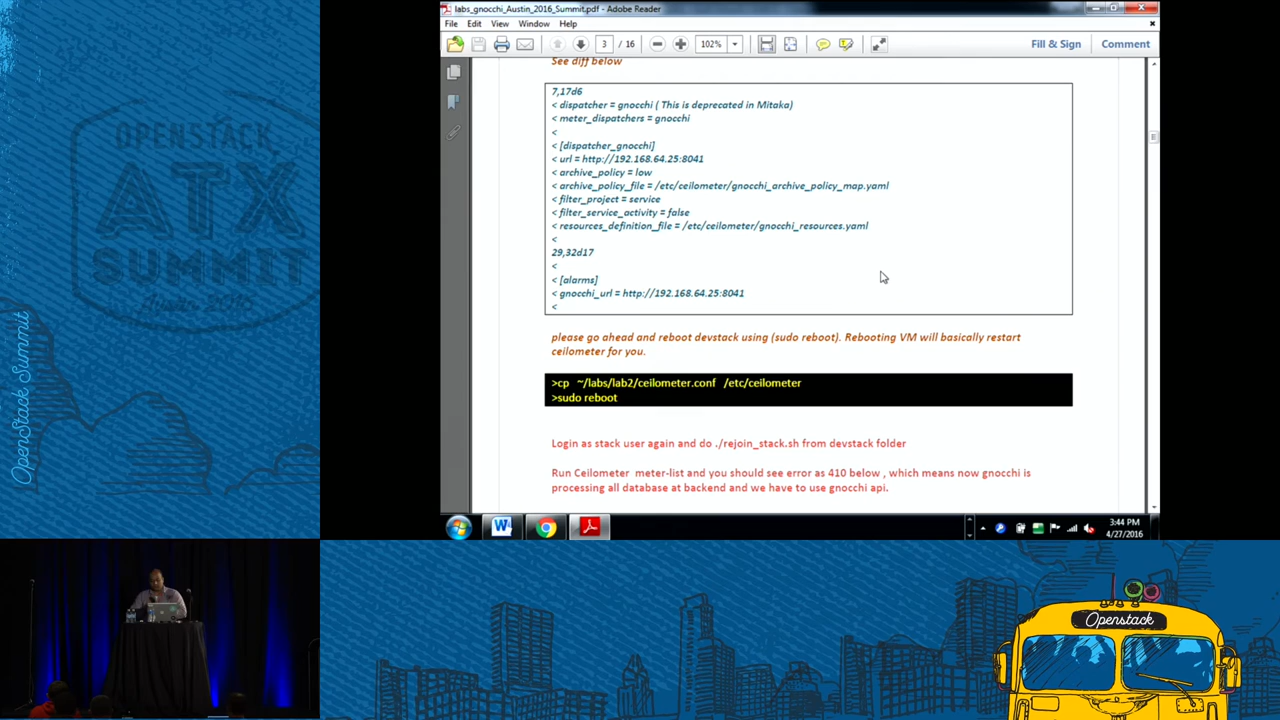 labs_gnocchi_Austin_2016_Summit.pdf - Adobe Reader
File Edit View Window Help
3 / 16
102%
Fill & Sign
Comment
See diff below
7,17d6
< dispatcher = gnocchi ( This is deprecated in Mitaka)
< meter_dispatchers = gnocchi
<
< [dispatcher_gnocchi]
< url = http://192.168.64.25:8041
< archive_policy = low
< archive_policy_file = /etc/ceilometer/gnocchi_archive_policy_map.yaml
< filter_project = service
< filter_service_activity = false
< resources_definition_file = /etc/ceilometer/gnocchi_resources.yaml
<
29,32d17
<
< [alarms]
< gnocchi_url = http://192.168.64.25:8041
<
please go ahead and reboot devstack using (sudo reboot). Rebooting VM will basically restart
ceilometer for you.
>cp ~/labs/lab2/ceilometer.conf /etc/ceilometer
>sudo reboot
Login as stack user again and do ./rejoin_stack.sh from devstack folder
Run Ceilometer meter-list and you should see error as 410 below , which means now gnocchi is
processing all database at backend and we have to use gnocchi api.
3:44 PM
4/27/2016
OPENSTACK
ATX
SUMMIT
OpenStack Summit
Openstack